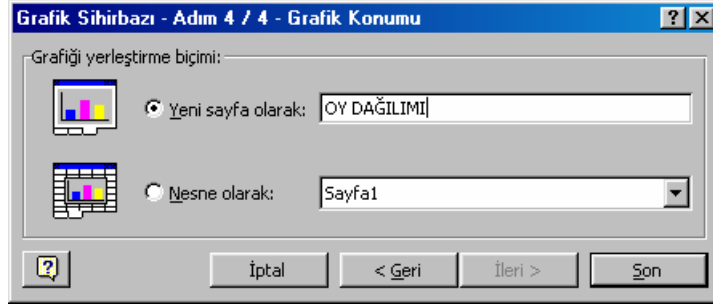 Grafik Sihirbazı - Adım 4 / 4 - Grafik Konumu
Grafiği yerleştirme biçimi:
Yeni sayfa olarak: OY DAĞILIMI
Nesne olarak: Sayfa1
İptal < Geri İleri > Son